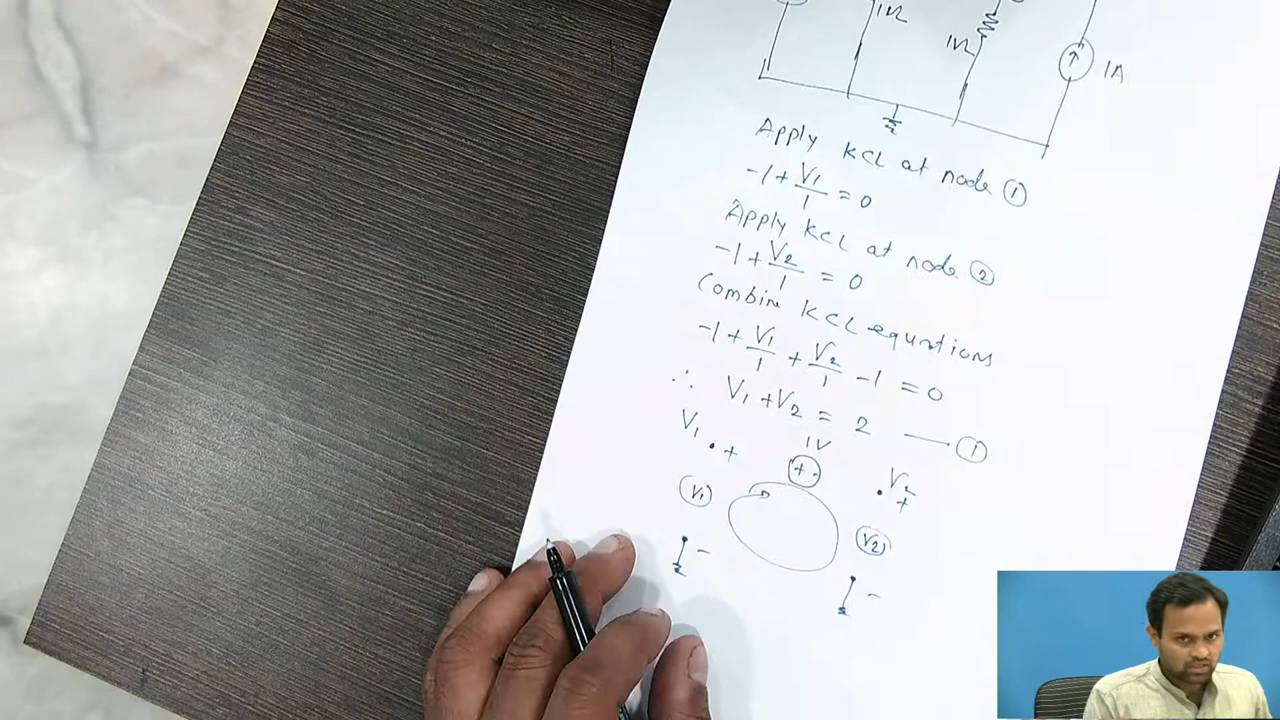 1Ω
1Ω
1A
Apply KCL at node ①
-1 + V1/1 = 0
Apply KCL at node ②
-1 + V2/1 = 0
Combine KCL equations
-1 + V1/1 + V2/1 - 1 = 0
∴ V1 + V2 = 2 —— ①
V1 + 1V
+ -
V2 +
V1
V2
-
-